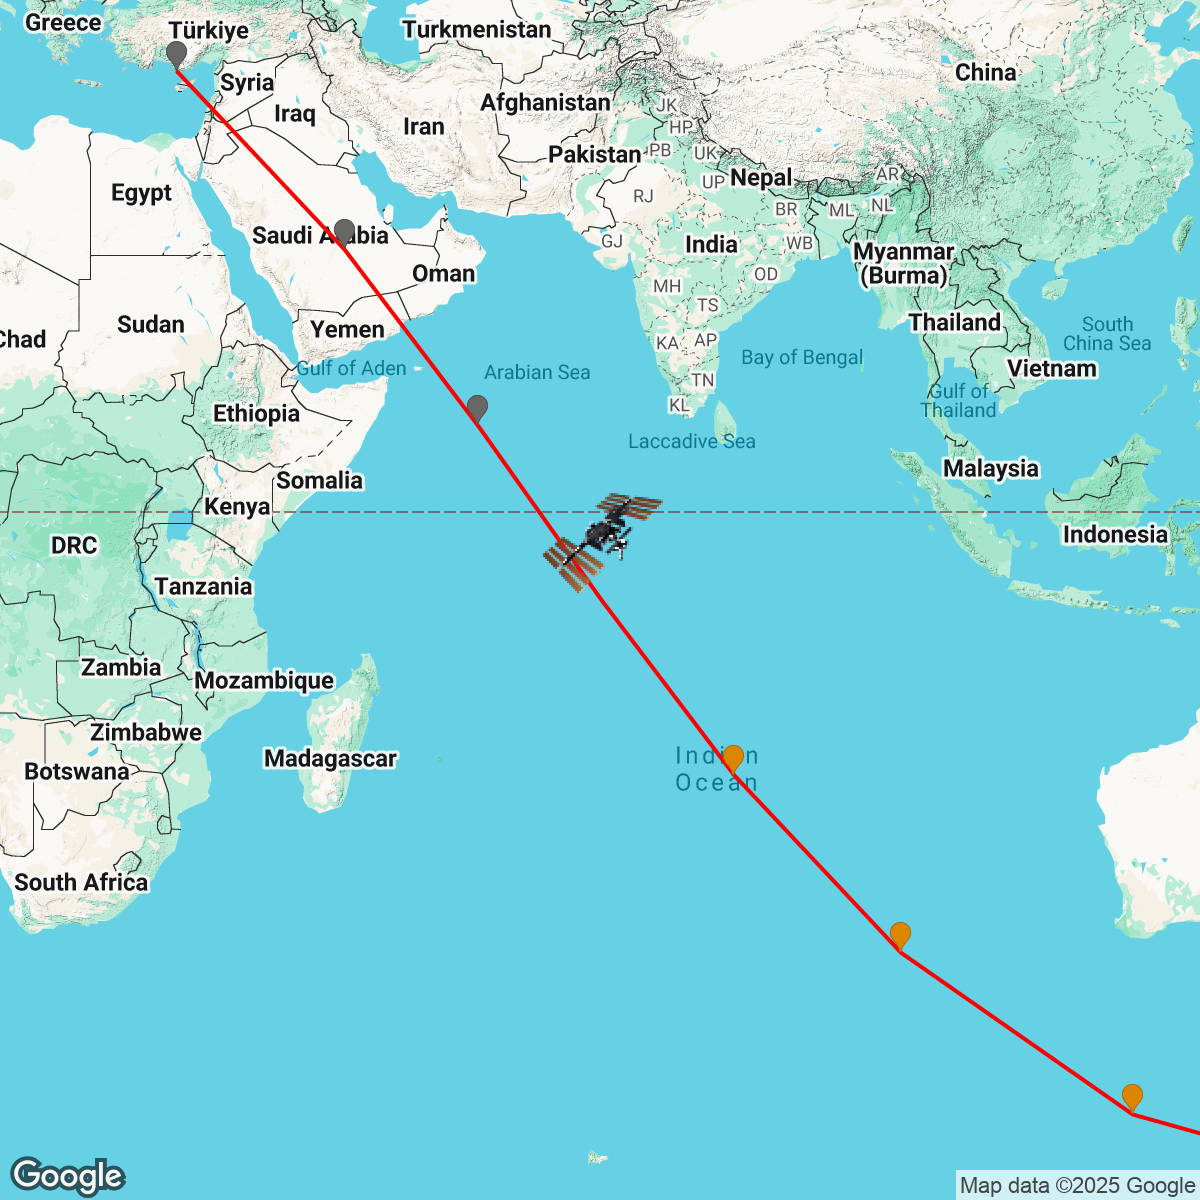 Greece
Türkiye
Turkmenistan
China
Syria
Afghanistan
JK
Iraq
Iran
HP
Pakistan
PB
UK
Nepal
AR
Egypt
RJ
UP
BR
ML
NL
Saudi Arabia
GJ
India
WB
Myanmar
(Burma)
Oman
OD
MH
TS
Chad
Sudan
Yemen
KA
AP
Thailand
South
China Sea
Bay of Bengal
Gulf of Aden
Arabian Sea
TN
Vietnam
Gulf of
Thailand
Ethiopia
KL
Laccadive Sea
Somalia
Malaysia
Kenya
DRC
Indonesia
Tanzania
Zambia
Mozambique
Zimbabwe
Madagascar
Indian
Ocean
Botswana
South Africa
Google
Map data ©2025 Google